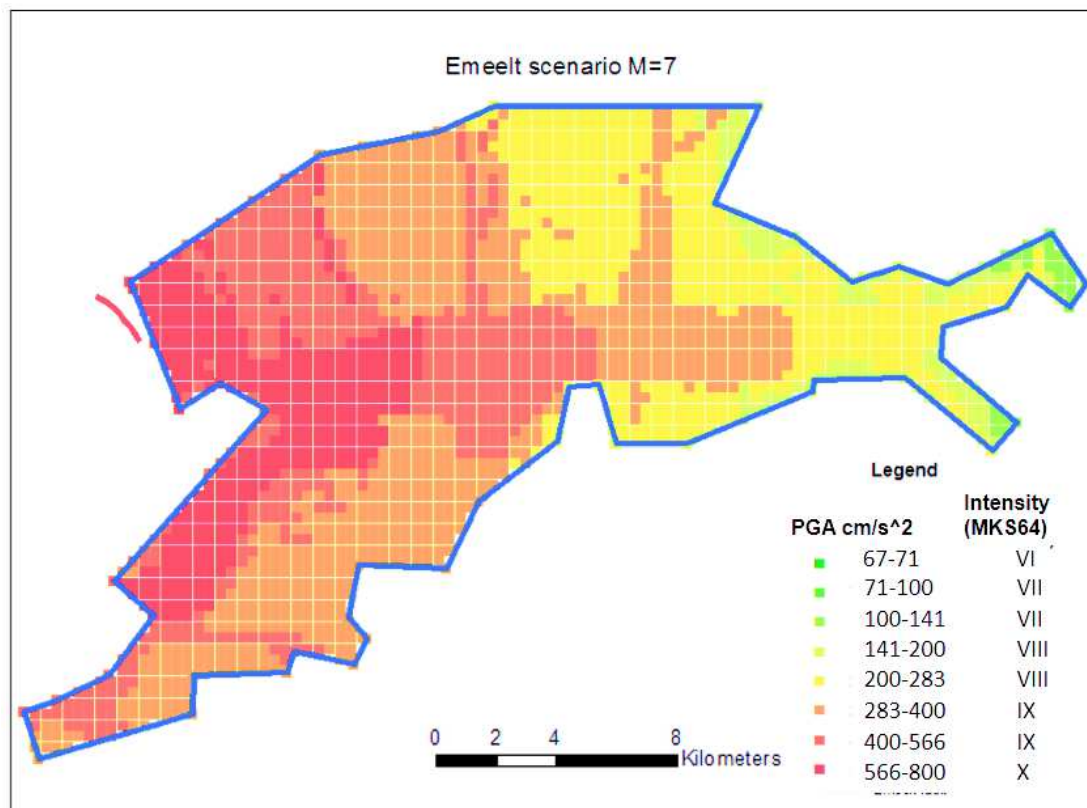 Emeelt scenario M=7
Legend
Intensity
PGA cm/s^2 (MKS64)
67-71 VI
71-100 VII
100-141 VII
141-200 VIII
200-283 VIII
283-400 IX
400-566 IX
566-800 X
0 2 4 8
Kilometers